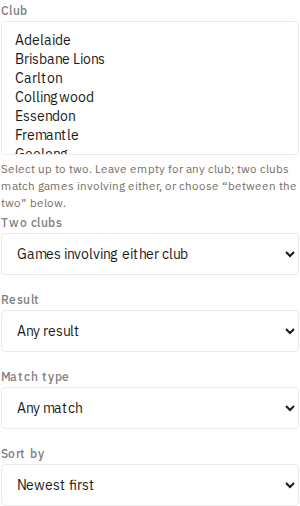 Club
Adelaide
Brisbane Lions
Carlton
Collingwood
Essendon
Fremantle
Geelong
Select up to two. Leave empty for any club; two clubs
match games involving either, or choose “between the
two” below.
Two clubs
Games involving either club
Result
Any result
Match type
Any match
Sort by
Newest first